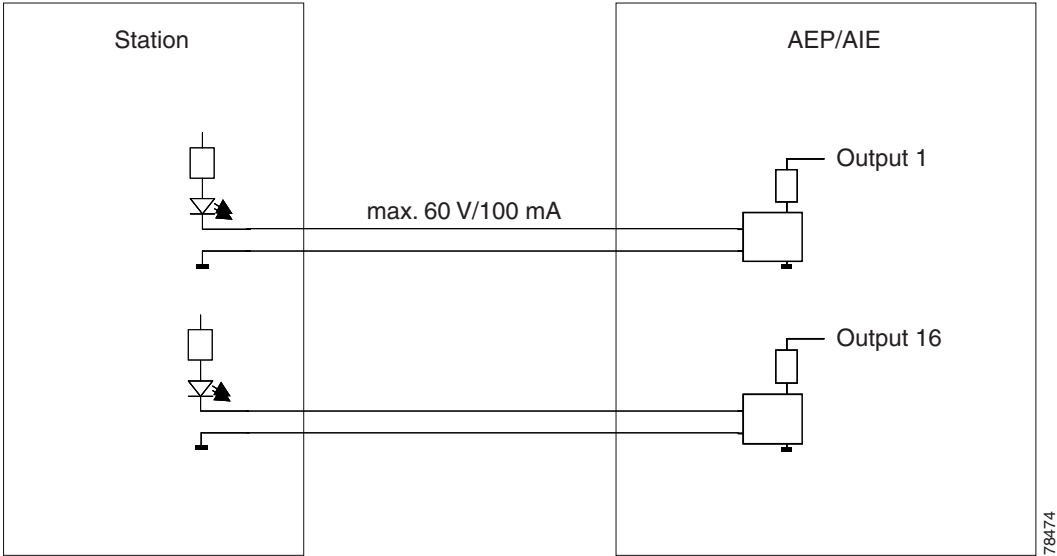 Station
AEP/AIE
Output 1
max. 60 V/100 mA
Output 16
78474